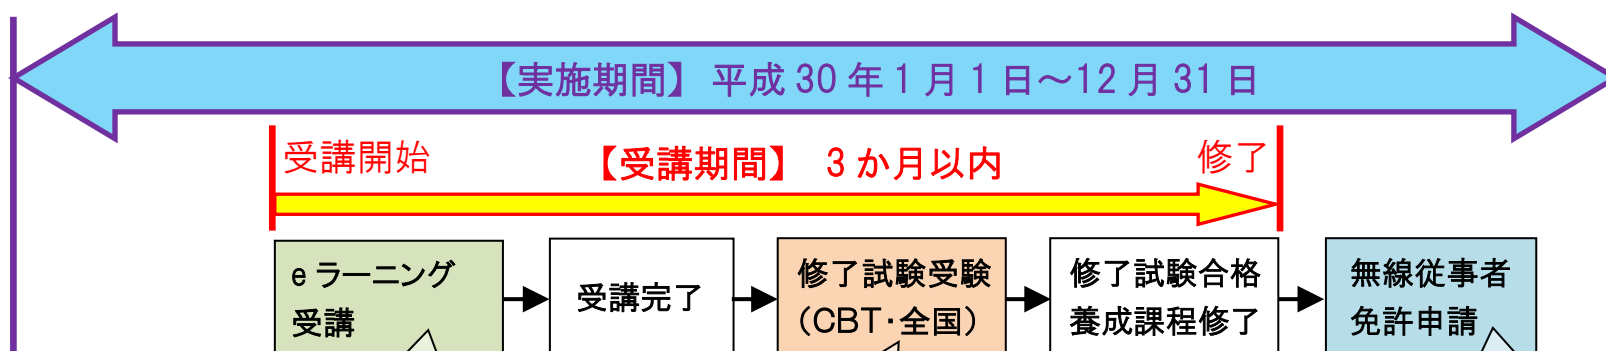 【実施期間】 平成 30 年 1 月 1 日～12 月 31 日
受講開始
【受講期間】 3 か月以内
修了
e ラーニング
受講
受講完了
修了試験受験
（CBT・全国）
修了試験合格
養成課程修了
無線従事者
免許申請